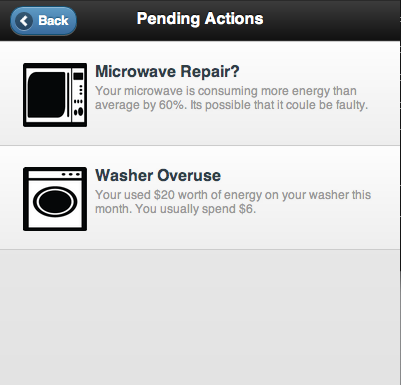 Back
Pending Actions
Microwave Repair?
Your microwave is consuming more energy than
average by 60%. Its possible that it could be faulty.
Washer Overuse
Your used $20 worth of energy on your washer this
month. You usually spend $6.